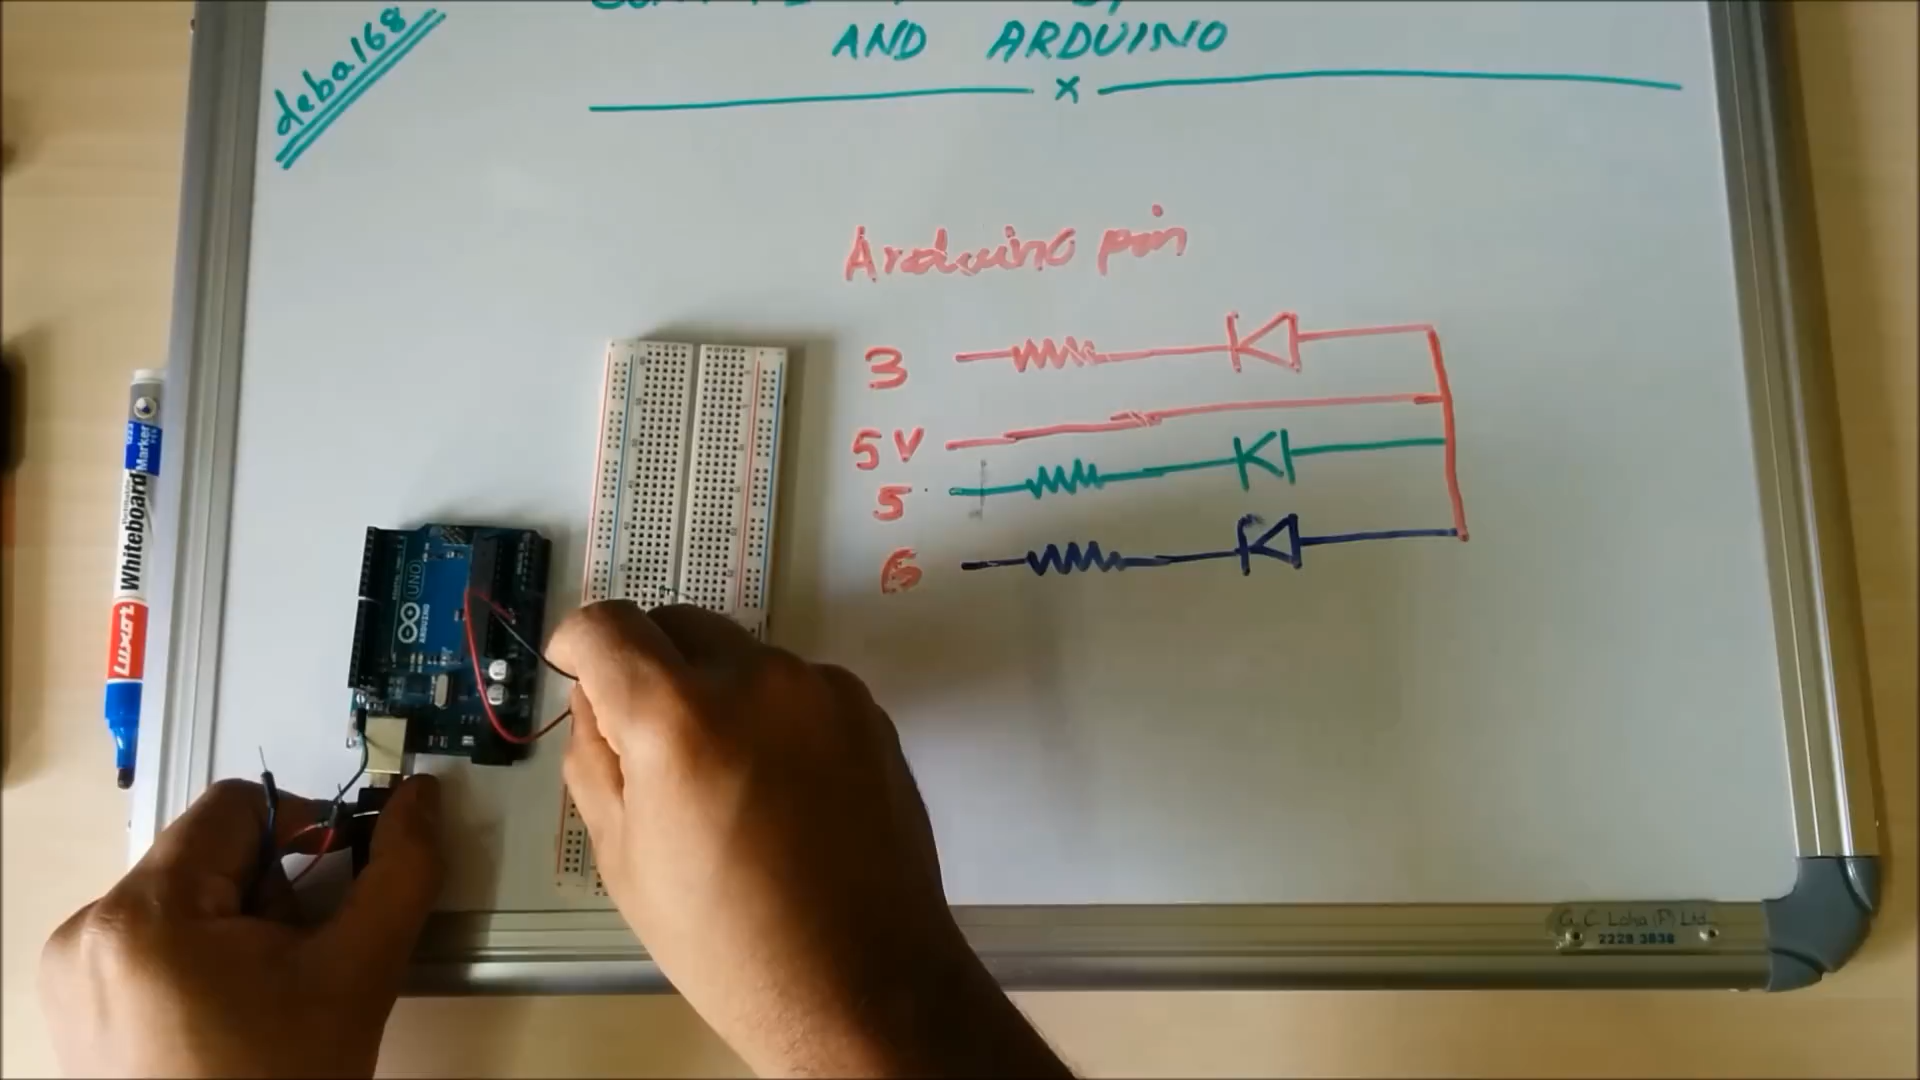 AND ARDUINO
x
deba168
Arduino pin
3
5V
5
6
UNO
ARDUINO
Whiteboard Marker
Luxor
G. C. Laha (P) Ltd.
2228 3838